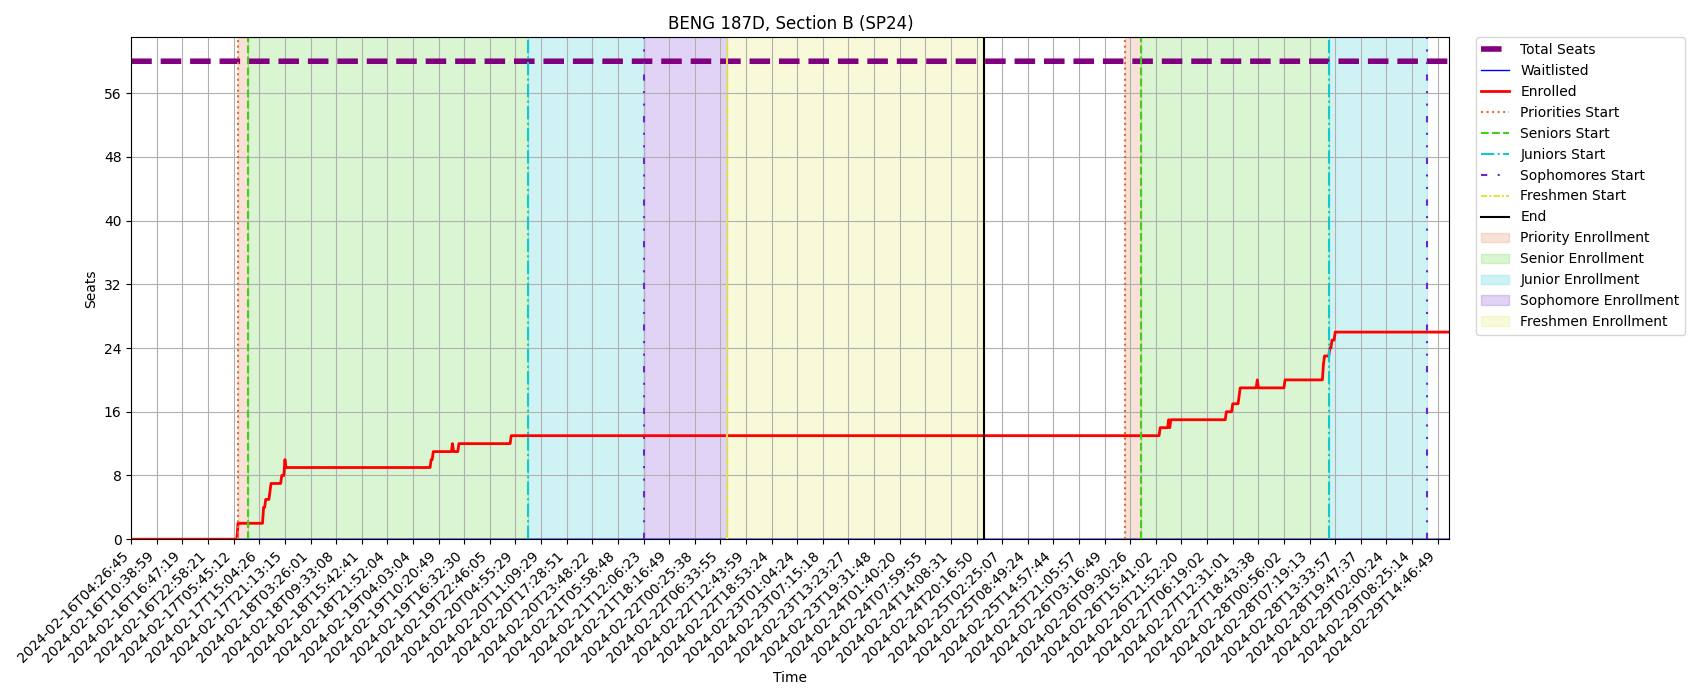 BENG 187D, Section B (SP24)
Total Seats
Waitlisted
Enrolled
Priorities Start
Seniors Start
Juniors Start
Sophomores Start
Freshmen Start
End
Priority Enrollment
Senior Enrollment
Junior Enrollment
Sophomore Enrollment
Freshmen Enrollment
Seats
56
48
40
32
24
16
8
0
2024-02-16T04:26:45
2024-02-16T10:38:59
2024-02-16T16:47:19
2024-02-16T22:58:21
2024-02-17T05:45:12
2024-02-17T15:04:26
2024-02-17T21:13:15
2024-02-18T03:26:01
2024-02-18T09:33:08
2024-02-18T15:42:41
2024-02-18T21:52:04
2024-02-19T04:03:04
2024-02-19T10:20:49
2024-02-19T16:32:30
2024-02-19T22:46:05
2024-02-20T04:55:29
2024-02-20T11:09:29
2024-02-20T17:28:51
2024-02-20T23:48:22
2024-02-21T05:58:48
2024-02-21T12:06:23
2024-02-21T18:16:49
2024-02-22T00:25:38
2024-02-22T06:33:55
2024-02-22T12:43:59
2024-02-22T18:53:24
2024-02-23T01:04:24
2024-02-23T07:15:18
2024-02-23T13:23:27
2024-02-23T19:31:48
2024-02-24T01:40:20
2024-02-24T07:59:55
2024-02-24T14:08:31
2024-02-24T20:16:50
2024-02-25T02:25:07
2024-02-25T08:49:24
2024-02-25T14:57:44
2024-02-25T21:05:57
2024-02-26T03:16:49
2024-02-26T09:30:26
2024-02-26T15:41:02
2024-02-26T21:52:20
2024-02-27T06:19:02
2024-02-27T12:31:01
2024-02-27T18:43:38
2024-02-28T00:56:02
2024-02-28T07:19:13
2024-02-28T13:33:57
2024-02-28T19:47:37
2024-02-29T02:00:24
2024-02-29T08:25:14
2024-02-29T14:46:49
Time